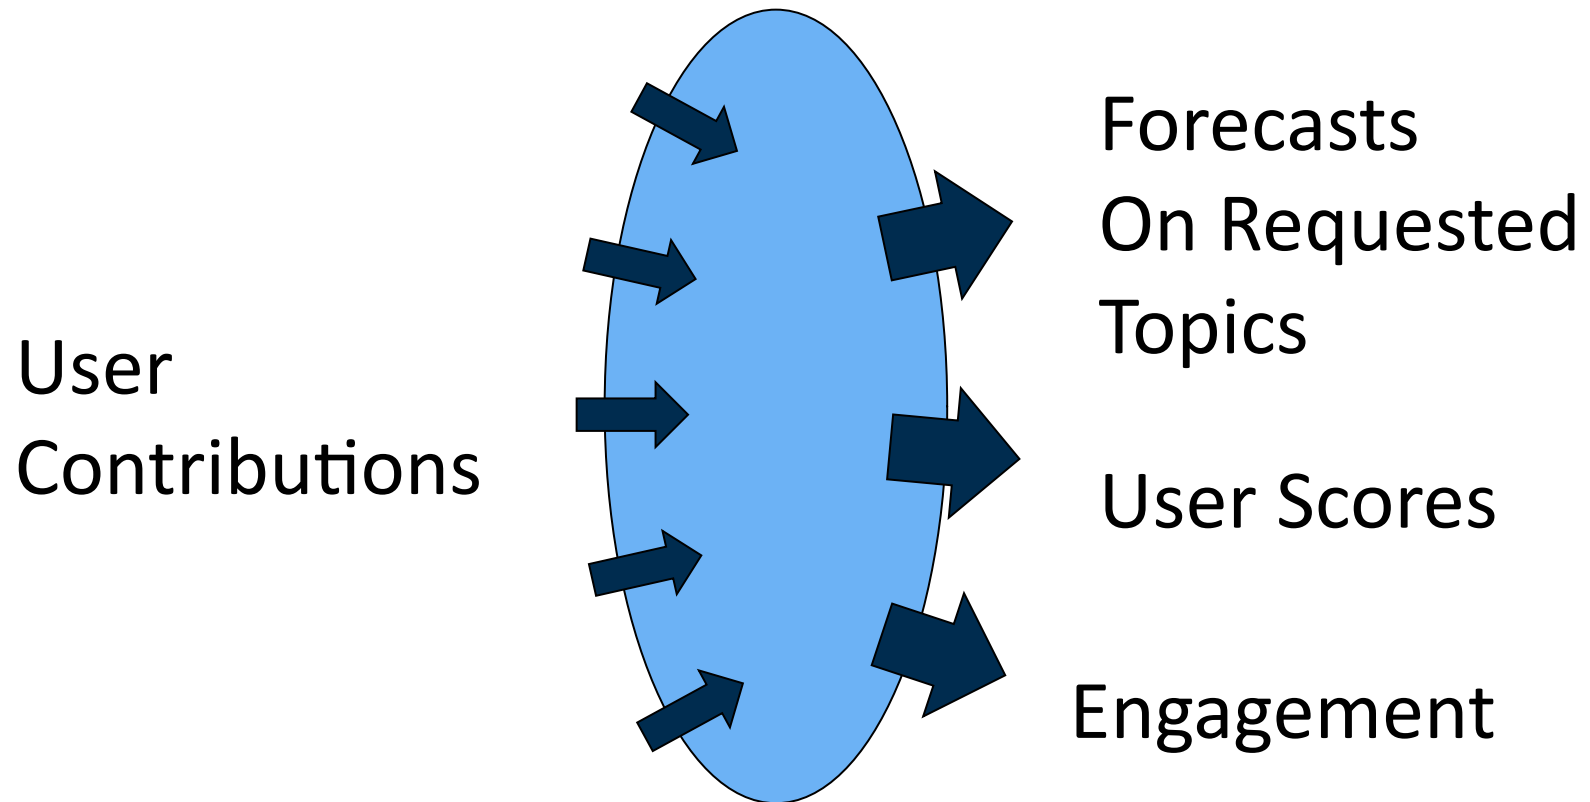 User
Contributions
Forecasts
On Requested
Topics
User Scores
Engagement